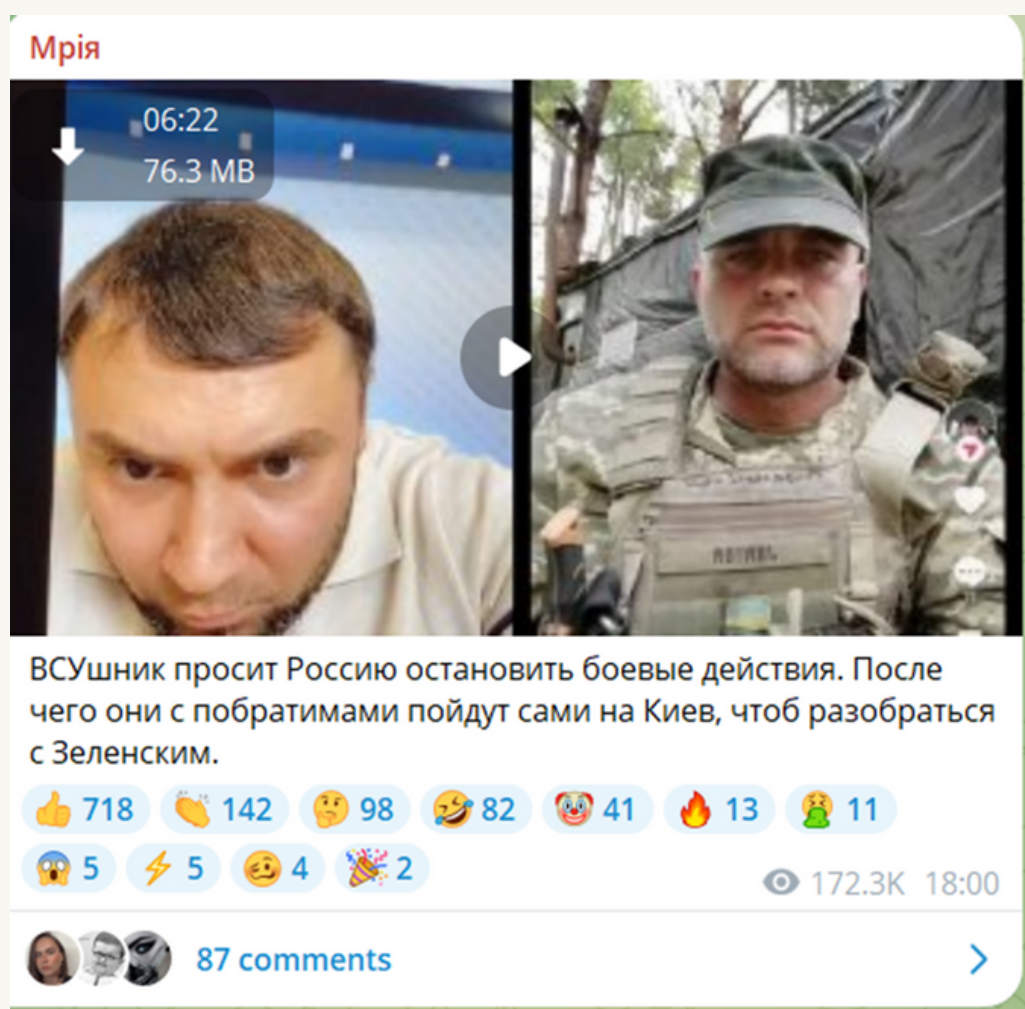 Мрія
06:22
76.3 MB
ВСУшник просит Россию остановить боевые действия. После
чего они с побратимами пойдут сами на Киев, чтоб разобраться
с Зеленским.
718 142 98 82 41 13 11
5 5 4 2
172.3K 18:00
87 comments